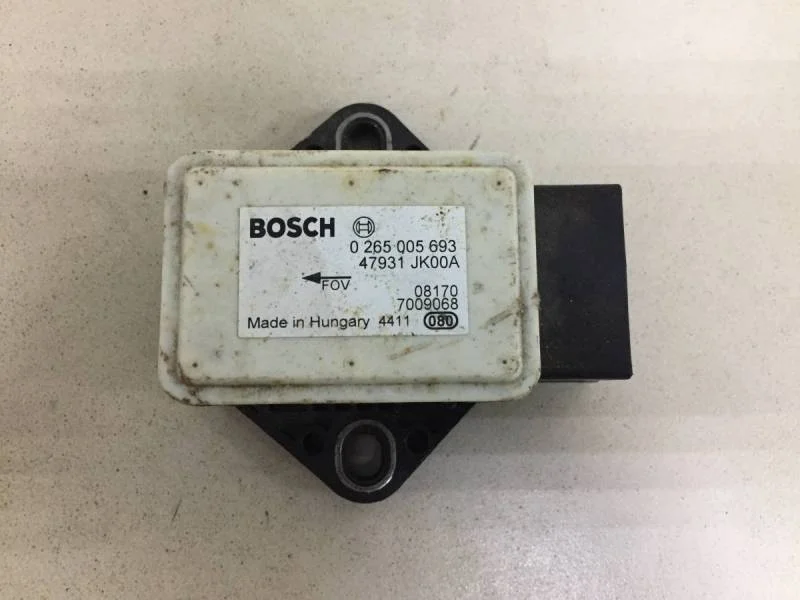 BOSCH
0 265 005 693
47931 JK00A
FOV
08170
7009068
Made in Hungary 4411 080